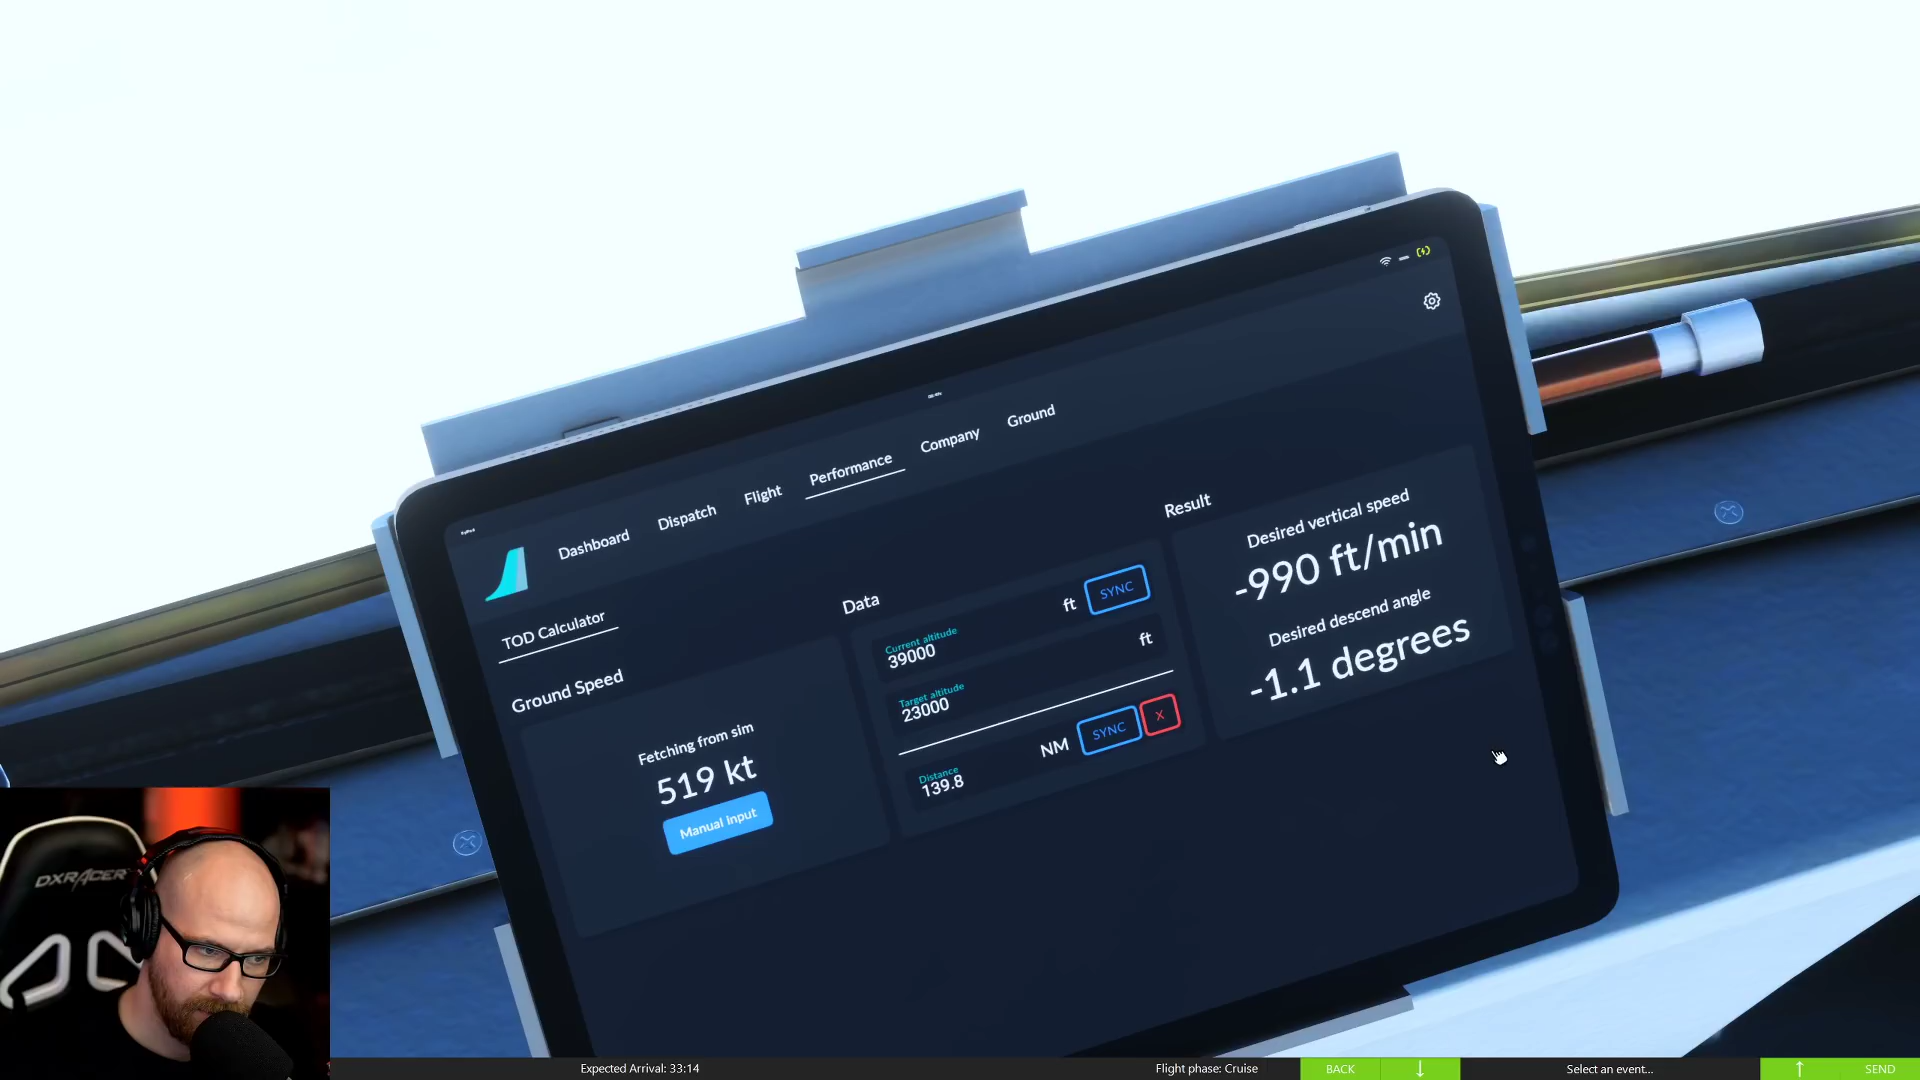 Dashboard
Dispatch
Flight
Performance
Company
Ground
TOD Calculator
Ground Speed
Fetching from sim
519 kt
Manual Input
Data
Current altitude
39000
ft
SYNC
Target altitude
23000
ft
Distance
139.8
NM
SYNC
X
Result
Desired vertical speed
-990 ft/min
Desired descend angle
-1.1 degrees
DXRACER
Expected Arrival: 33:14
Flight phase: Cruise
BACK
↓
Select an event...
↑
SEND